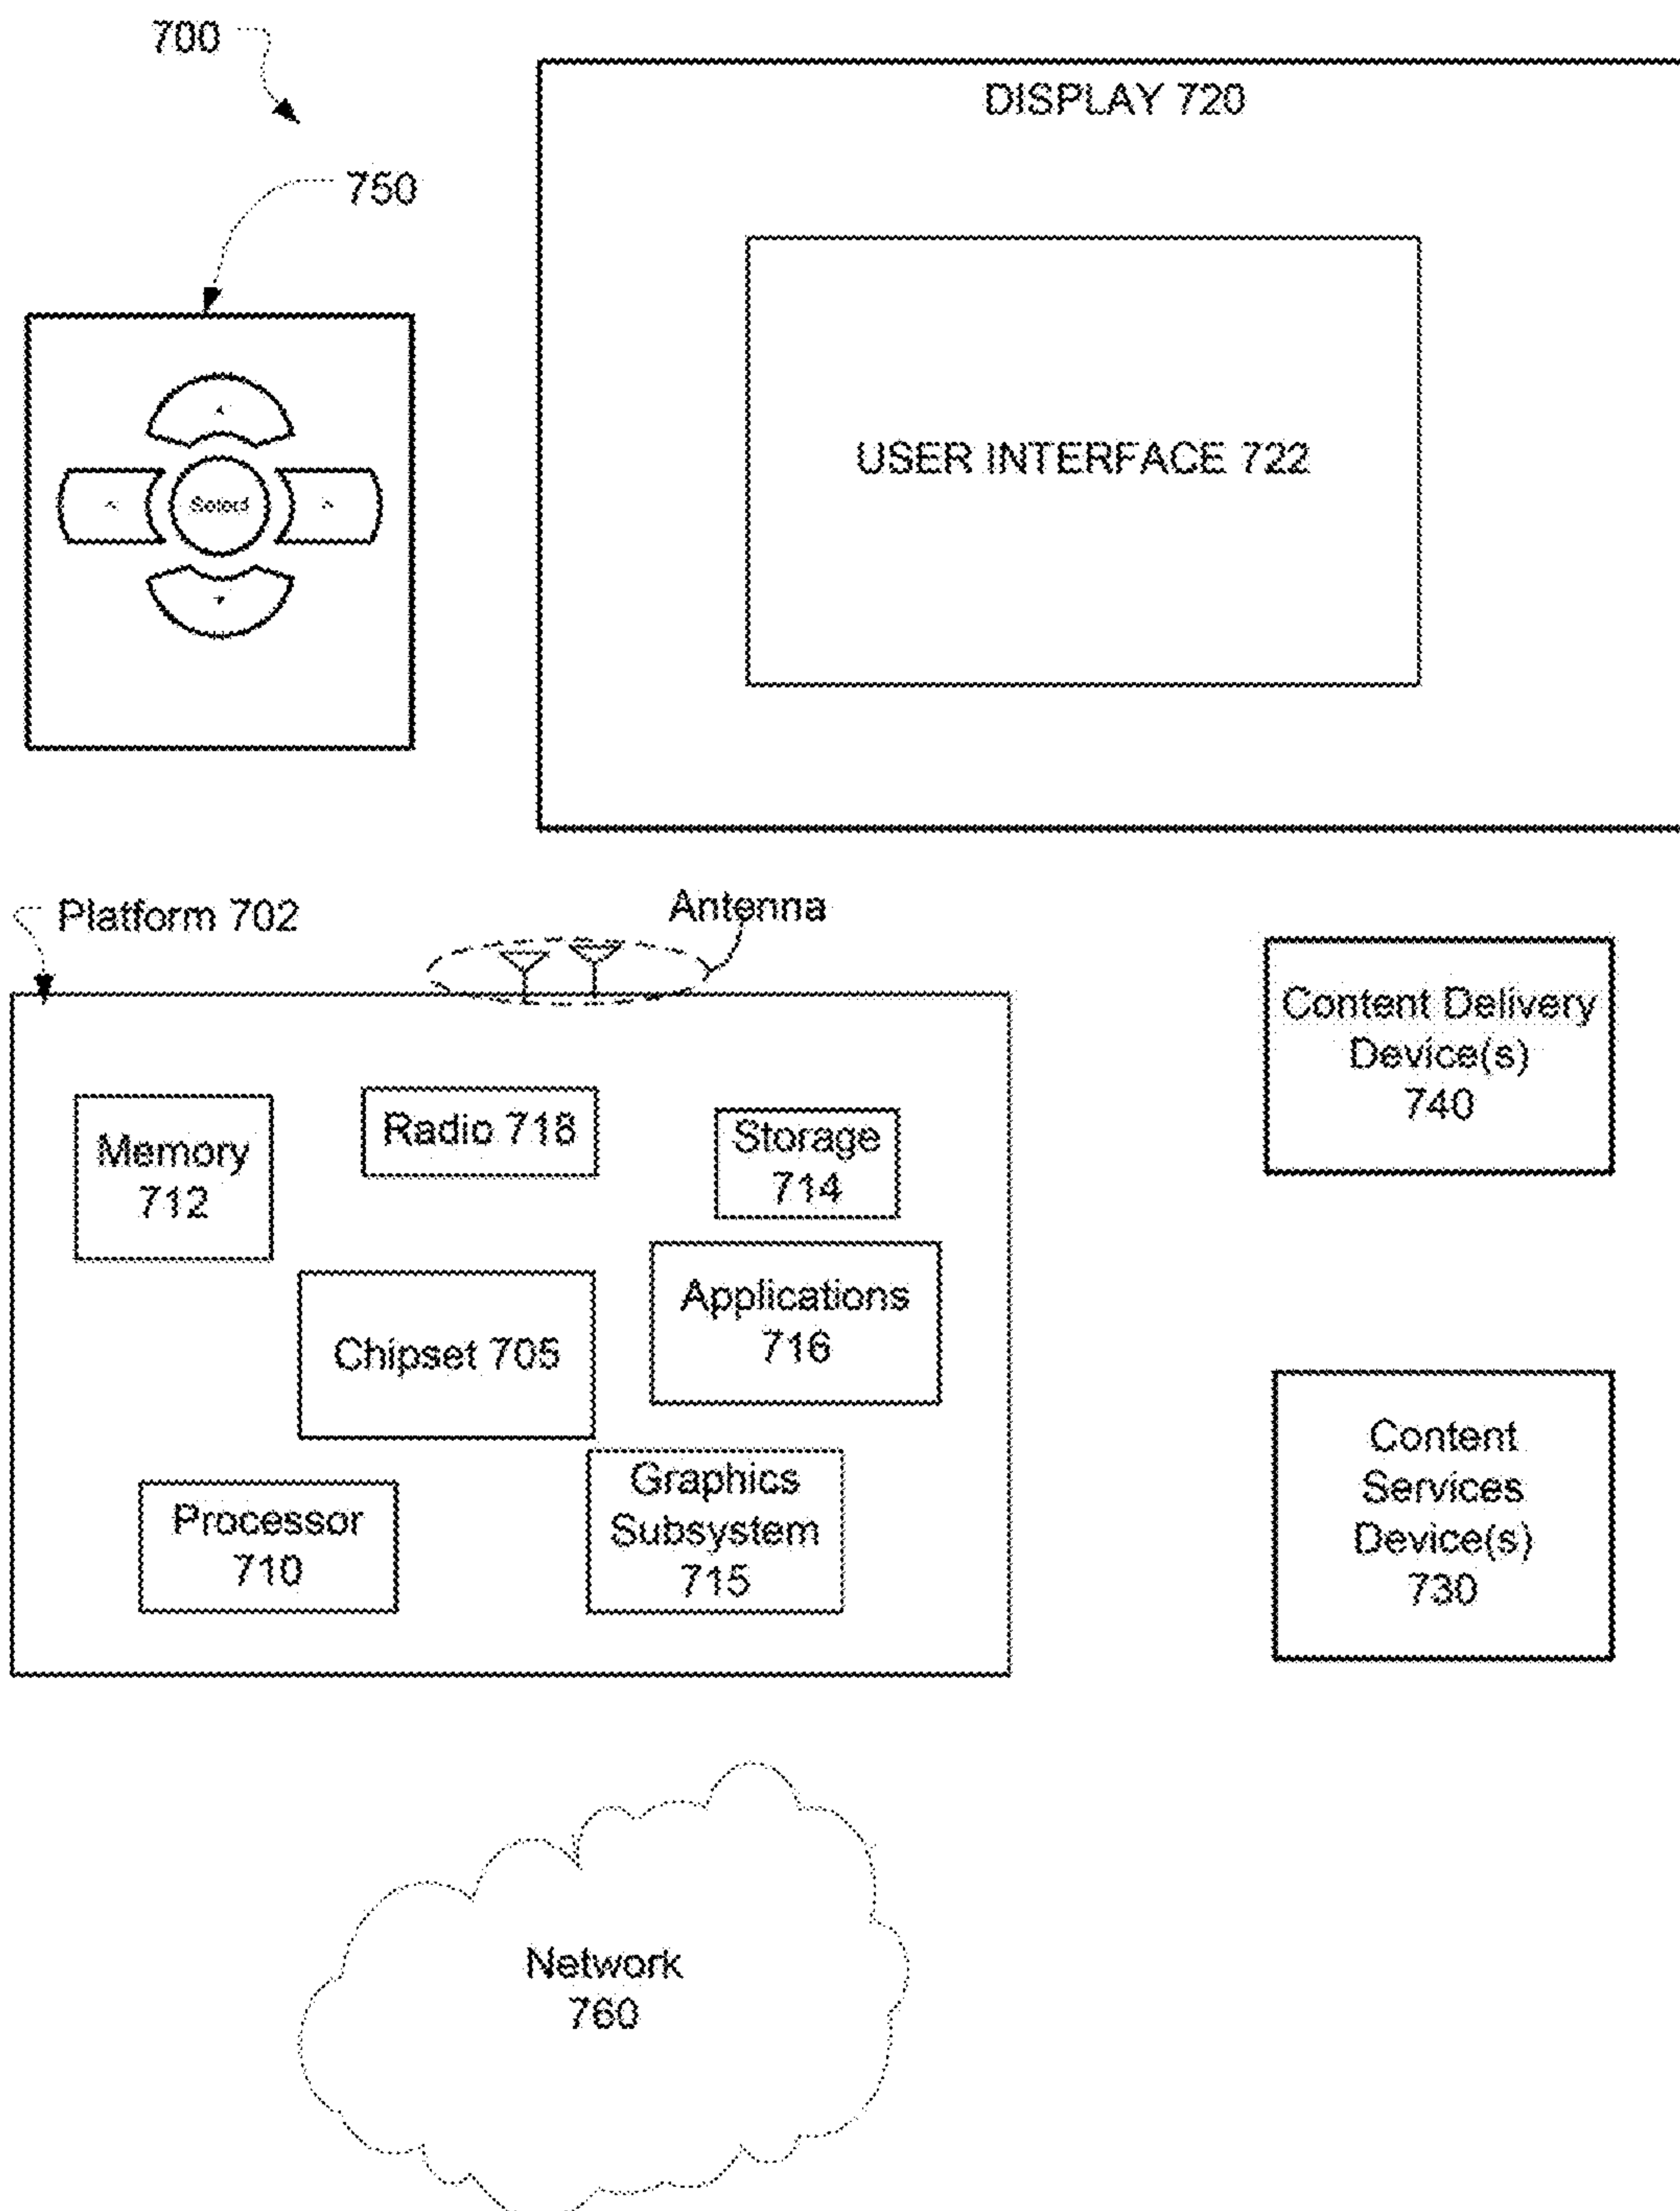 700
DISPLAY 720
750
USER INTERFACE 722
Select
Platform 702
Antenna
Content Delivery
Device(s)
740
Memory
712
Radio 718
Storage
714
Applications
716
Chipset 705
Content
Services
Device(s)
730
Processor
710
Graphics
Subsystem
715
Network
760